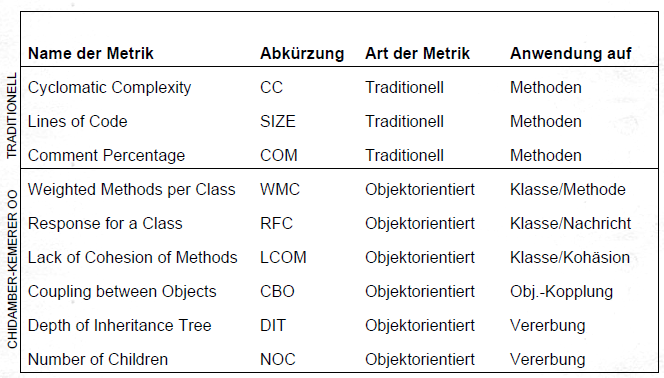 Name der Metrik Abkürzung Art der Metrik Anwendung auf
TRADITIONELL
Cyclomatic Complexity CC Traditionell Methoden
Lines of Code SIZE Traditionell Methoden
Comment Percentage COM Traditionell Methoden
CHIDAMBER-KEMERER OO
Weighted Methods per Class WMC Objektorientiert Klasse/Methode
Response for a Class RFC Objektorientiert Klasse/Nachricht
Lack of Cohesion of Methods LCOM Objektorientiert Klasse/Kohäsion
Coupling between Objects CBO Objektorientiert Obj.-Kopplung
Depth of Inheritance Tree DIT Objektorientiert Vererbung
Number of Children NOC Objektorientiert Vererbung